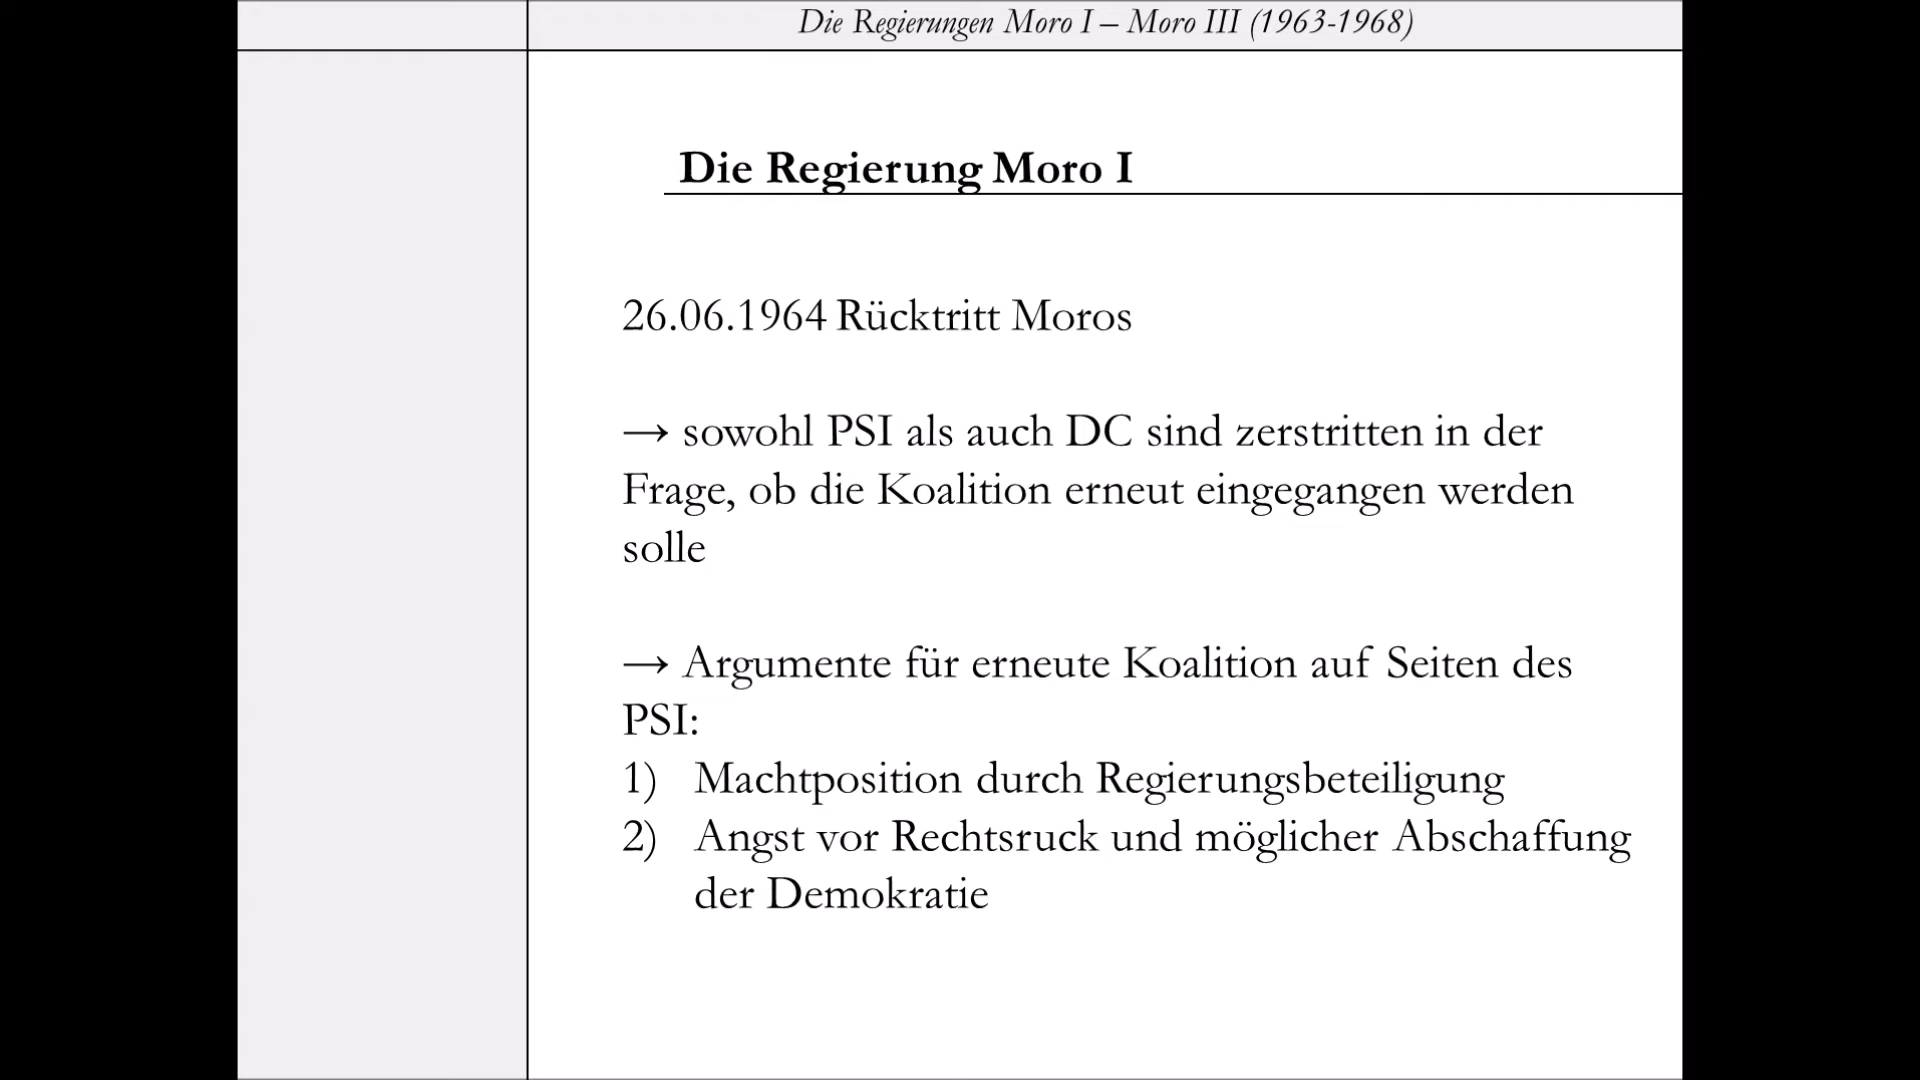 Die Regierungen Moro I – Moro III (1963-1968)
Die Regierung Moro I
26.06.1964 Rücktritt Moros
→ sowohl PSI als auch DC sind zerstritten in der
Frage, ob die Koalition erneut eingegangen werden
solle
→ Argumente für erneute Koalition auf Seiten des
PSI:
1) Machtposition durch Regierungsbeteiligung
2) Angst vor Rechtsruck und möglicher Abschaffung
der Demokratie